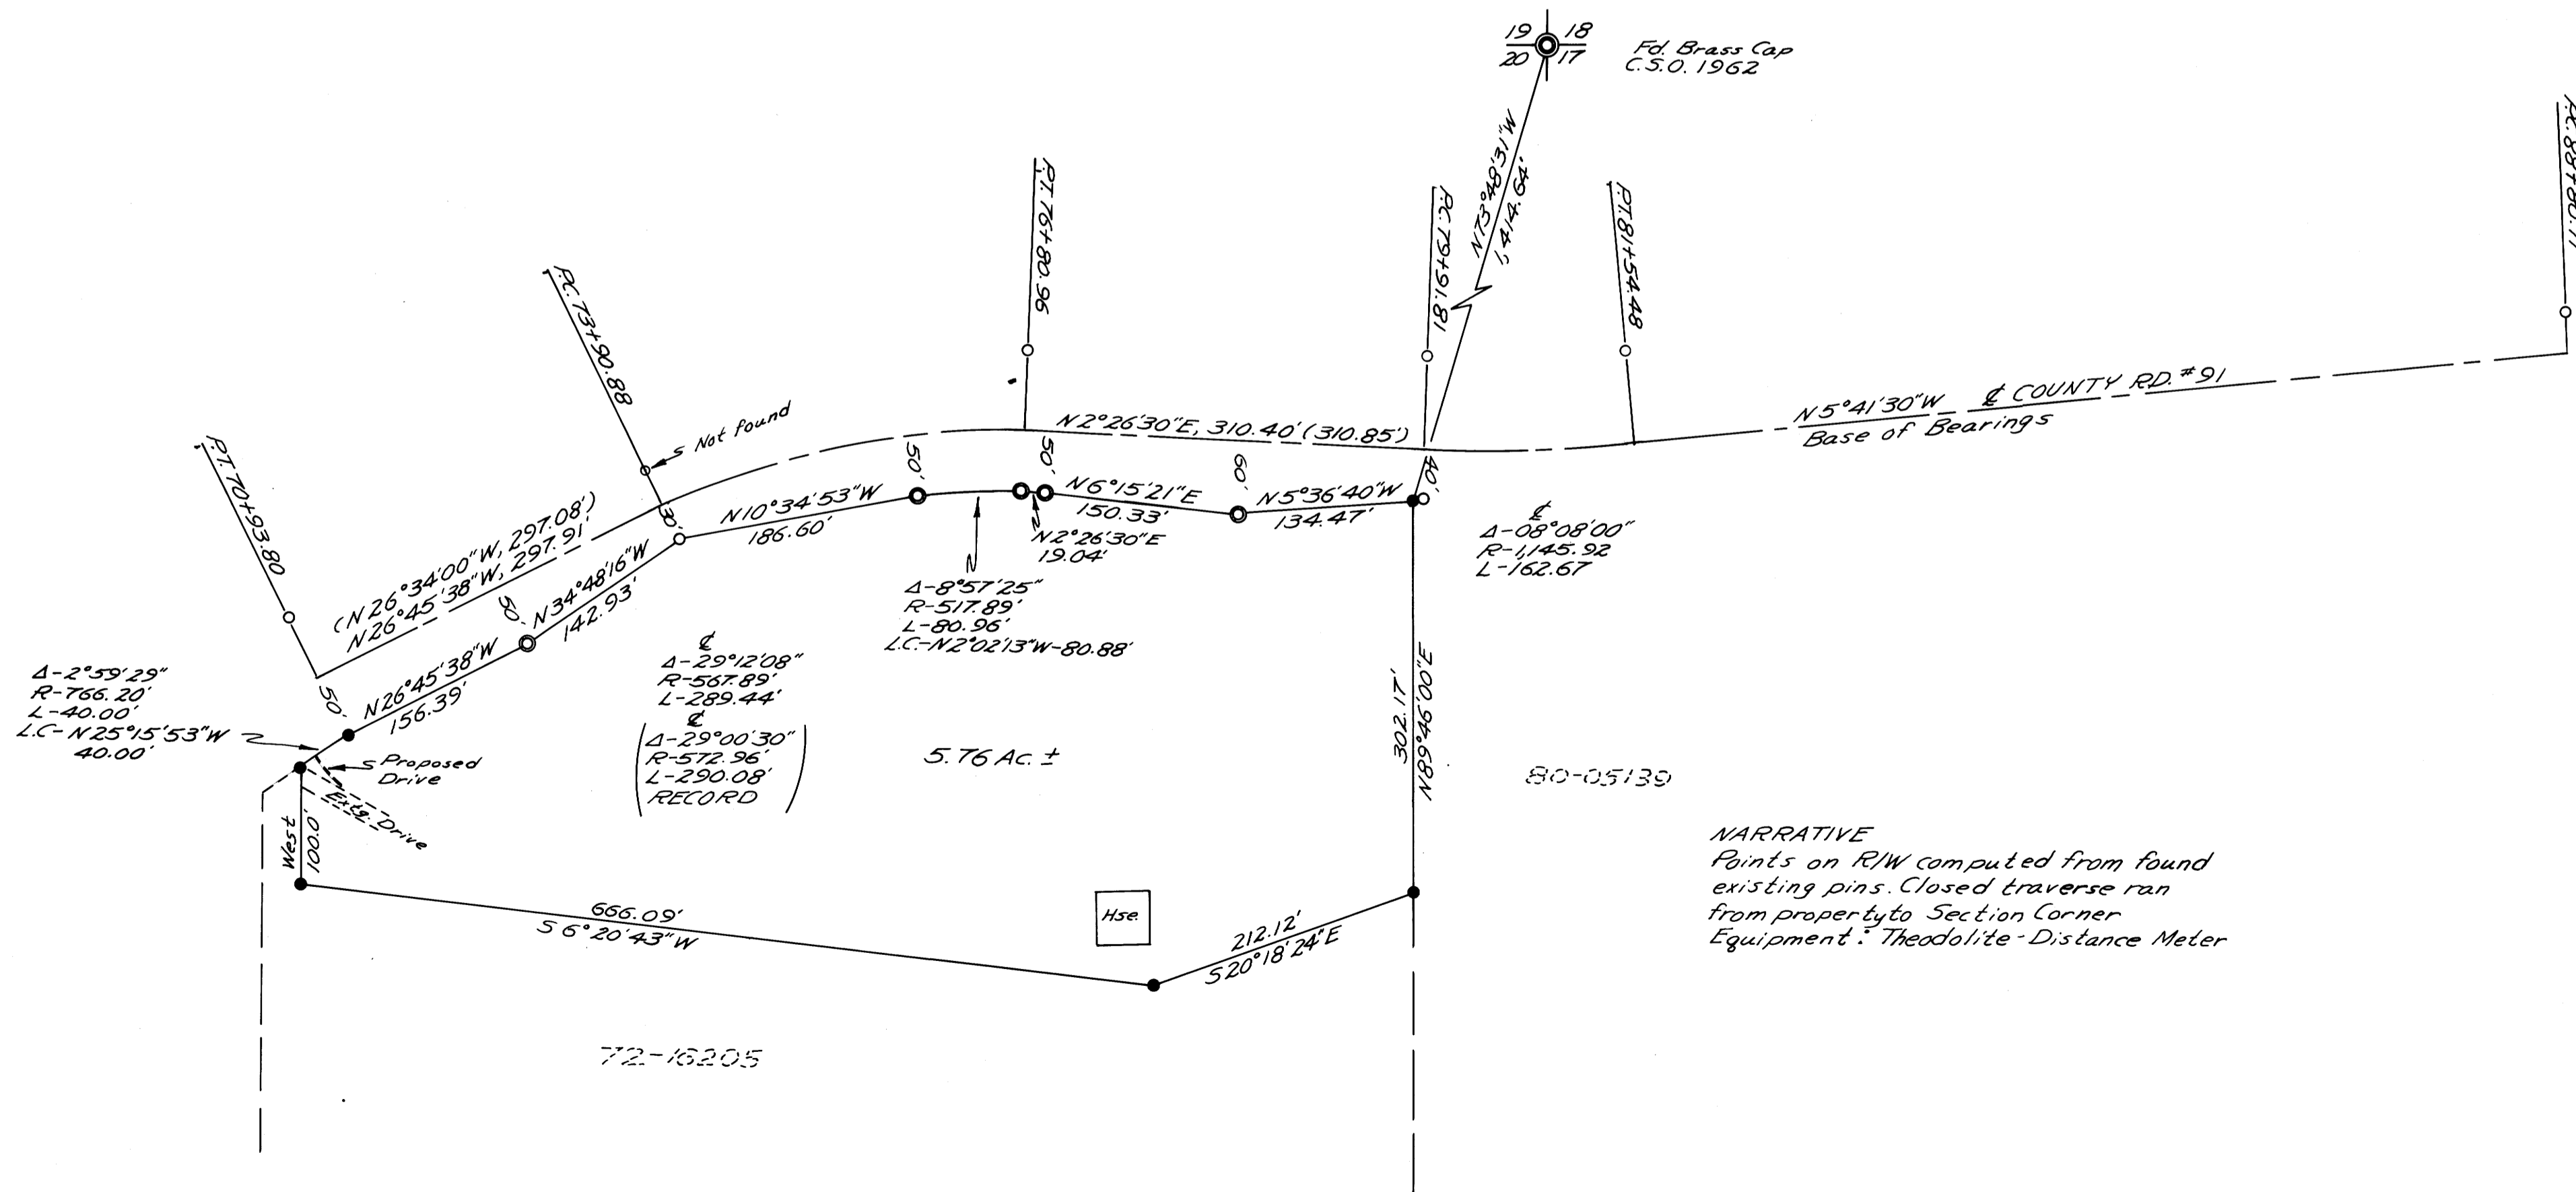 19 18
20 17
Fd. Brass Cap
C.S.O. 1962
N73°48'31"W
1,414.64'
P.T. 76+80.96
P.C. 79+91.81
P.T. 81+54.48
P.C. 73+90.88
P.T. 70+93.80
Not found
N2°26'30"E, 310.40' (310.85')
N5°41'30"W ℄ COUNTY RD. #91
Base of Bearings
(N26°34'00"W, 297.08')
N26°45'38"W, 297.91'
30'
50'
50'
60'
40'
50'
50'
N10°34'53"W
186.60'
N6°15'21"E
150.33'
N5°36'40"W
134.47'
N2°26'30"E
19.04'
N34°48'16"W
142.93'
N26°45'38"W
156.39'
Δ-8°57'25"
R-517.89'
L-80.96'
L.C.-N2°02'13"W-80.88'
℄
Δ-08°08'00"
R-1,145.92
L-162.67
Δ-2°59'29"
R-766.20'
L-40.00'
L.C-N25°15'53"W
40.00'
℄
Δ-29°12'08"
R-567.89'
L-289.44'
℄
(Δ-29°00'30"
R-572.96'
L-290.08'
RECORD)
5.76 Ac. ±
302.17'
N89°46'00"E
Proposed
Drive
Extg. Drive
West
100.0'
80-05139
NARRATIVE
Points on R/W computed from found
existing pins. Closed traverse ran
from property to Section Corner
Equipment: Theodolite-Distance Meter
666.09'
S 6°20'43"W
Hse.
212.12'
S20°18'24"E
72-16205